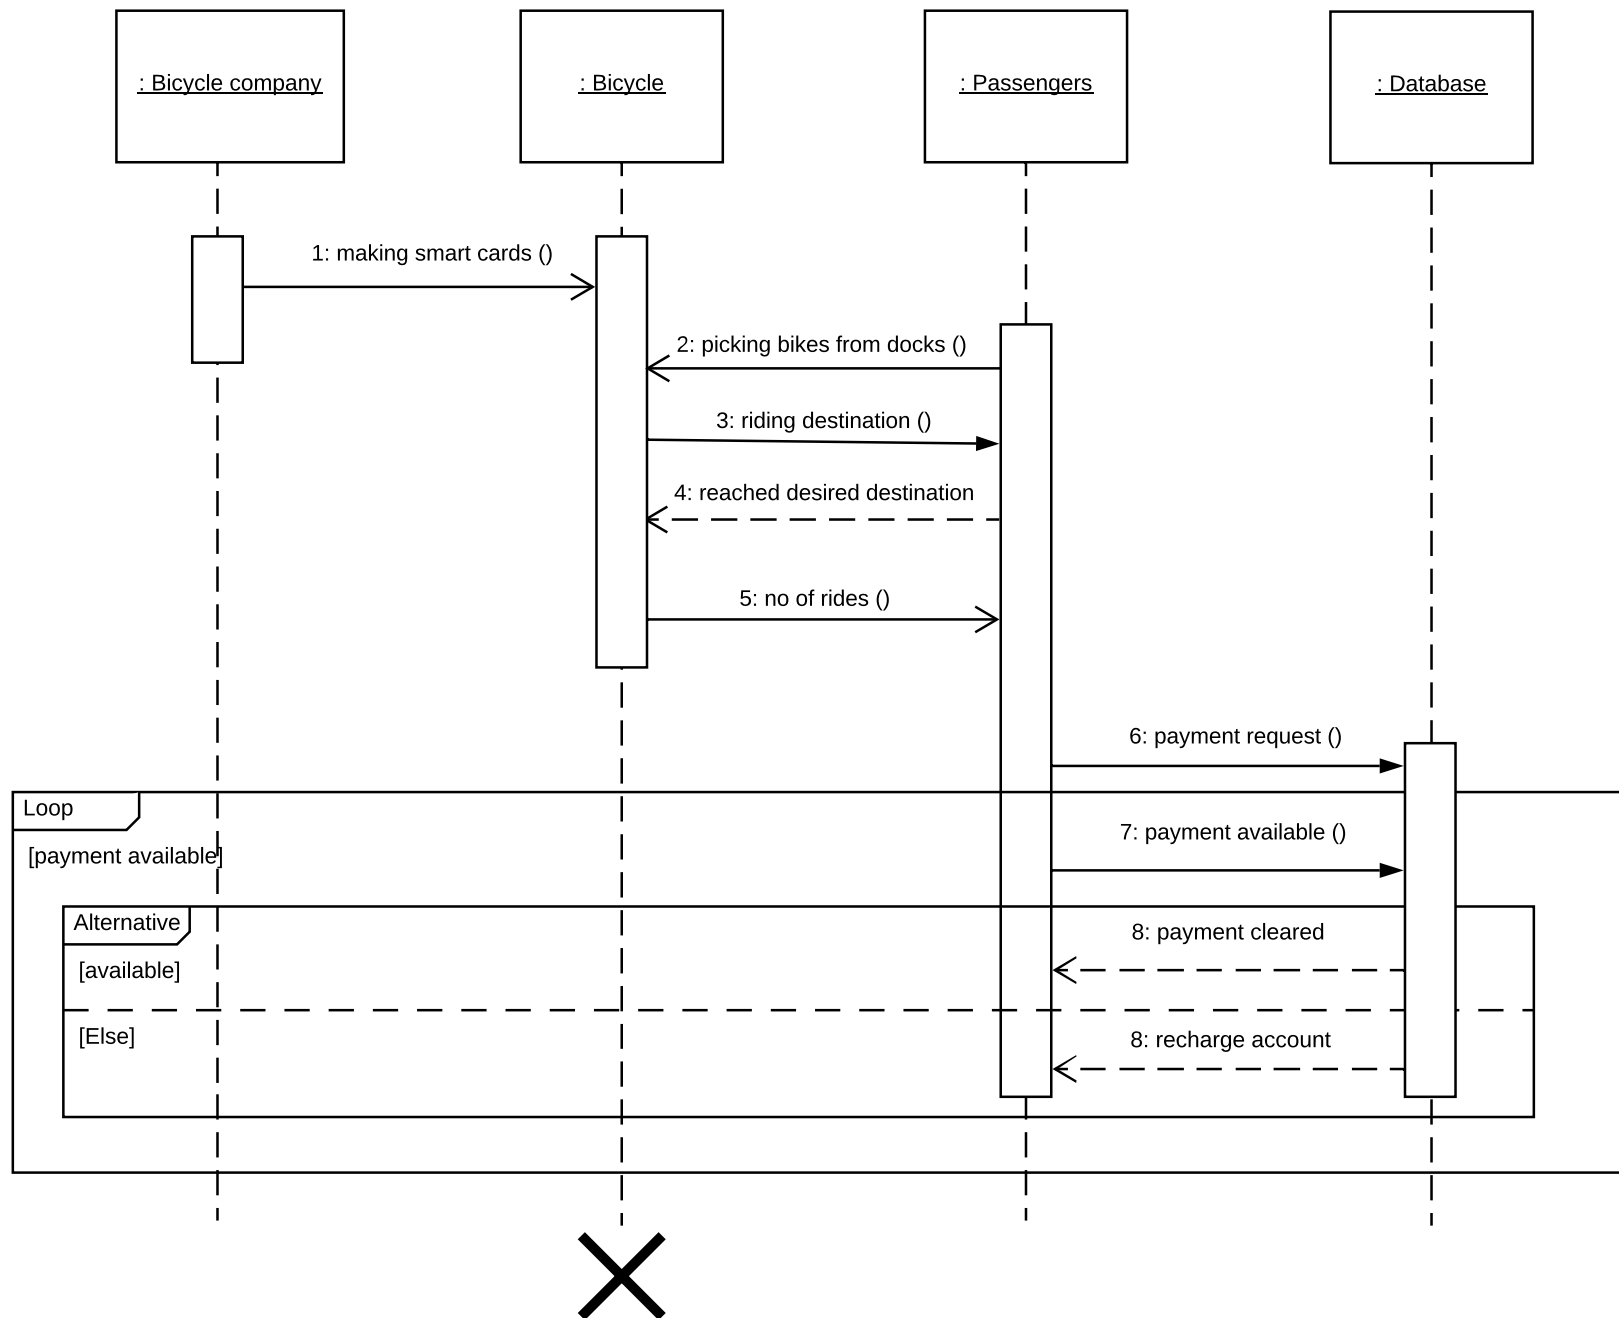 : Bicycle company
: Bicycle
: Passengers
: Database
1: making smart cards ()
2: picking bikes from docks ()
3: riding destination ()
4: reached desired destination
5: no of rides ()
6: payment request ()
Loop
7: payment available ()
[payment available]
Alternative
8: payment cleared
[available]
[Else]
8: recharge account